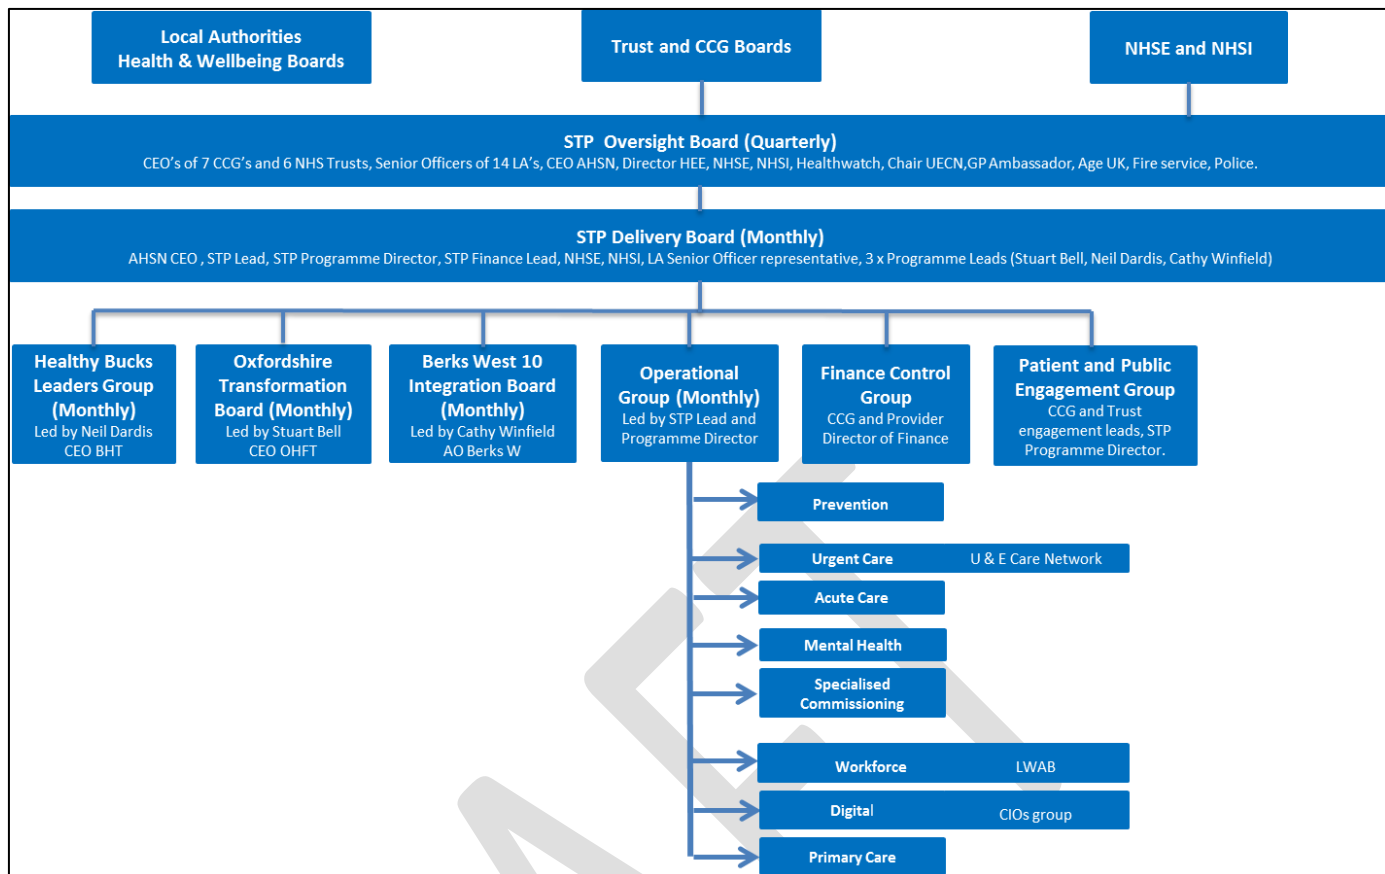 Local Authorities
Health & Wellbeing Boards
Trust and CCG Boards
NHSE and NHSI
STP Oversight Board (Quarterly)
CEO's of 7 CCG's and 6 NHS Trusts, Senior Officers of 14 LA's, CEO AHSN, Director HEE, NHSE, NHSI, Healthwatch, Chair UECN,GP Ambassador, Age UK, Fire service, Police.
STP Delivery Board (Monthly)
AHSN CEO , STP Lead, STP Programme Director, STP Finance Lead, NHSE, NHSI, LA Senior Officer representative, 3 x Programme Leads (Stuart Bell, Neil Dardis, Cathy Winfield)
Healthy Bucks
Leaders Group
(Monthly)
Led by Neil Dardis
CEO BHT
Oxfordshire
Transformation
Board (Monthly)
Led by Stuart Bell
CEO OHFT
Berks West 10
Integration Board
(Monthly)
Led by Cathy Winfield
AO Berks W
Operational
Group (Monthly)
Led by STP Lead and
Programme Director
Finance Control
Group
CCG and Provider
Director of Finance
Patient and Public
Engagement Group
CCG and Trust
engagement leads, STP
Programme Director.
Prevention
Urgent Care U & E Care Network
Acute Care
Mental Health
Specialised
Commissioning
Workforce LWAB
Digital CIOs group
Primary Care